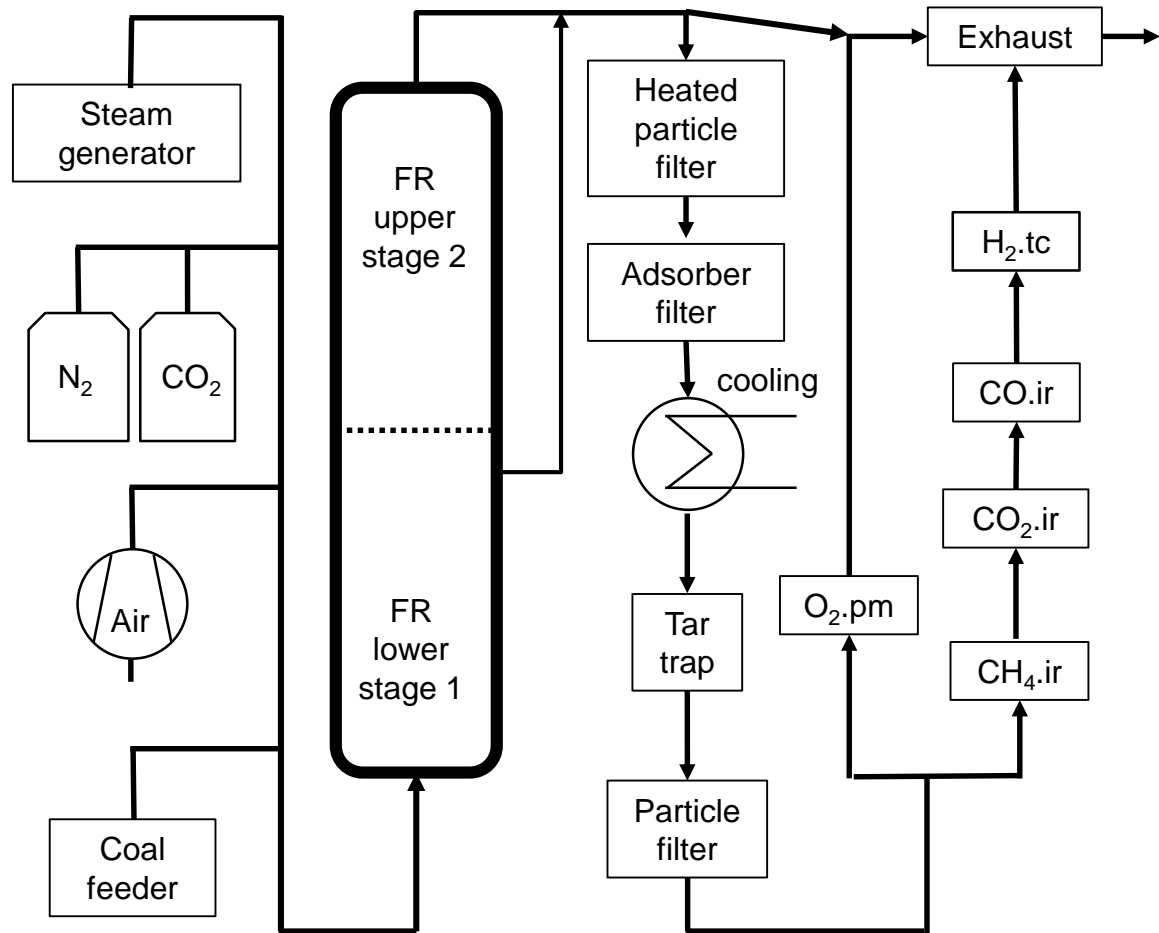 Steam
generator
N₂
CO₂
Air
Coal
feeder
FR
upper
stage 2
FR
lower
stage 1
Heated
particle
filter
Adsorber
filter
cooling
Tar
trap
Particle
filter
O₂.pm
Exhaust
H₂.tc
CO.ir
CO₂.ir
CH₄.ir